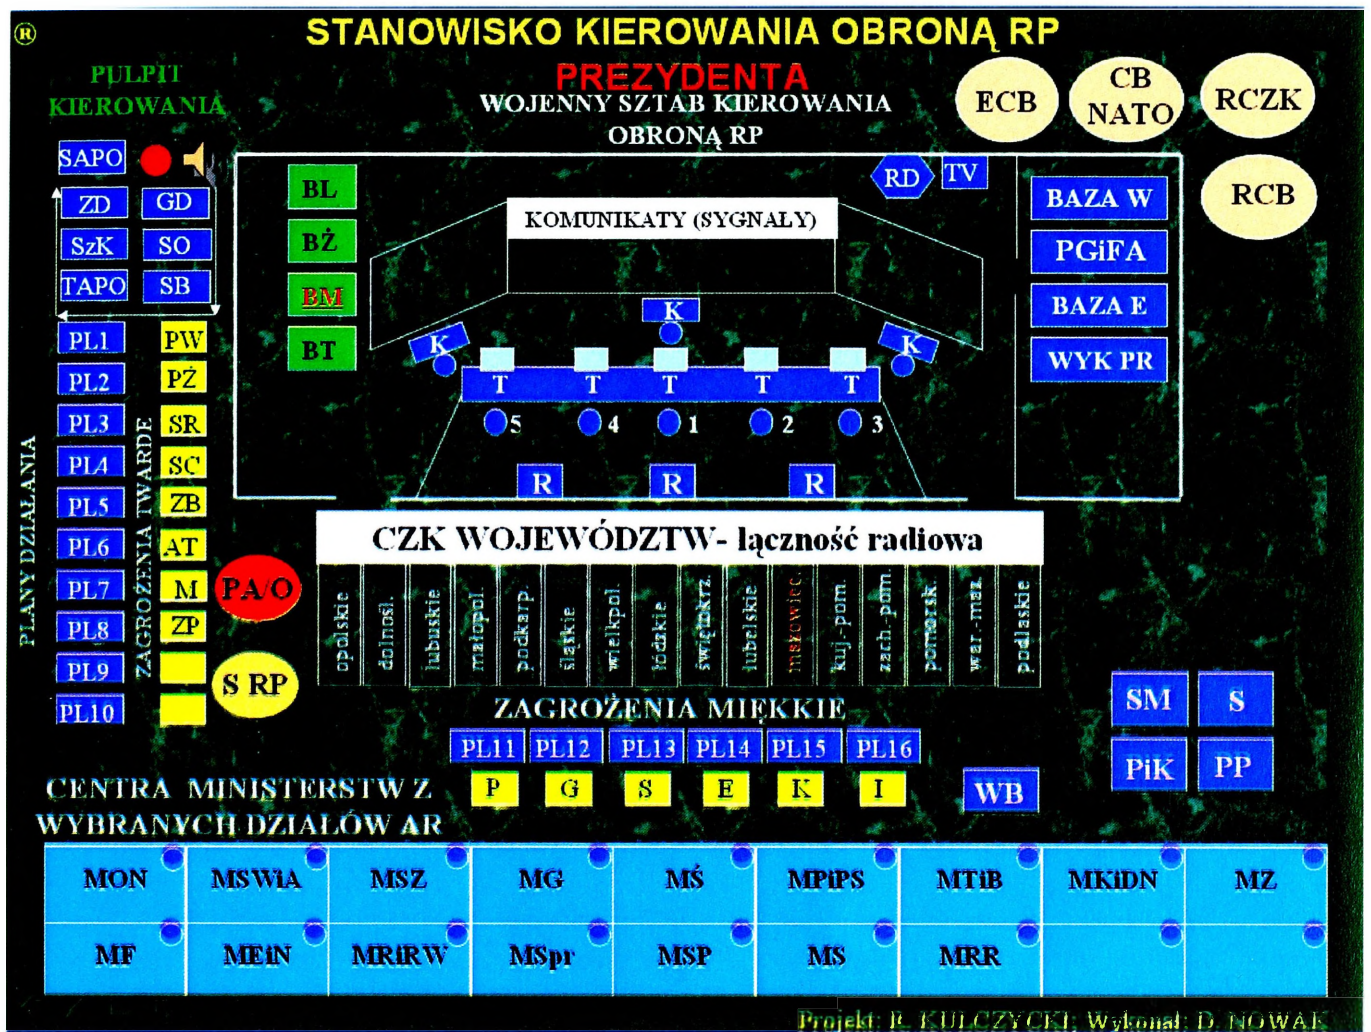 ®
STANOWISKO KIEROWANIA OBRONĄ RP
PREZYDENTA
WOJENNY SZTAB KIEROWANIA
OBRONĄ RP
PULPIT
KIEROWANIA
ECB
CB
NATO
RCZK
RCB
SAPO
ZD GD
SzK SO
TAPO SB
PLANY DZIAŁANIA
PL1
PL2
PL3
PL4
PL5
PL6
PL7
PL8
PL9
PL10
ZAGROŻENIA TWARDE
PW
PŻ
SR
SC
ZB
AT
M
ZP
PA/O
S RP
BL
BŻ
BM
BT
RD
TV
KOMUNIKATY (SYGNAŁY)
K
K K
T T T T T
5 4 1 2 3
R R R
BAZA W
PGiFA
BAZA E
WYK PR
CZK WOJEWÓDZTW- łączność radiowa
opolskie
dolnośl.
lubuskie
małopol.
podkarp.
śląskie
wielkpol.
łódzkie
świętokrz.
lubelskie
mazowiec.
kuj.-pom.
zach.-pom.
pomorsk.
war.-maz.
podlaskie
ZAGROŻENIA MIĘKKIE
PL11 PL12 PL13 PL14 PL15 PL16
P G S E K I
WB
SM S
PiK PP
CENTRA MINISTERSTW Z
WYBRANYCH DZIAŁÓW AR
MON MSWiA MSZ MG MŚ MPiPS MTiB MKiDN MZ
MF MEiN MRiRW MSpr MSP MS MRR
Projekt: R. KULCZYCKI; Wykonał: D. NOWAK